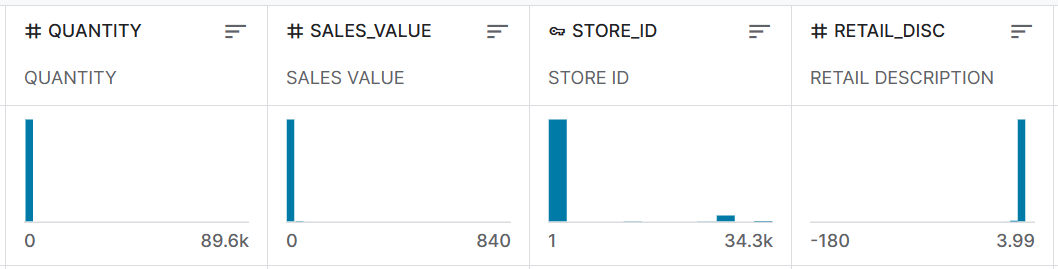 # QUANTITY
QUANTITY
0 89.6k
# SALES_VALUE
SALES VALUE
0 840
STORE_ID
STORE ID
1 34.3k
# RETAIL_DISC
RETAIL DESCRIPTION
-180 3.99